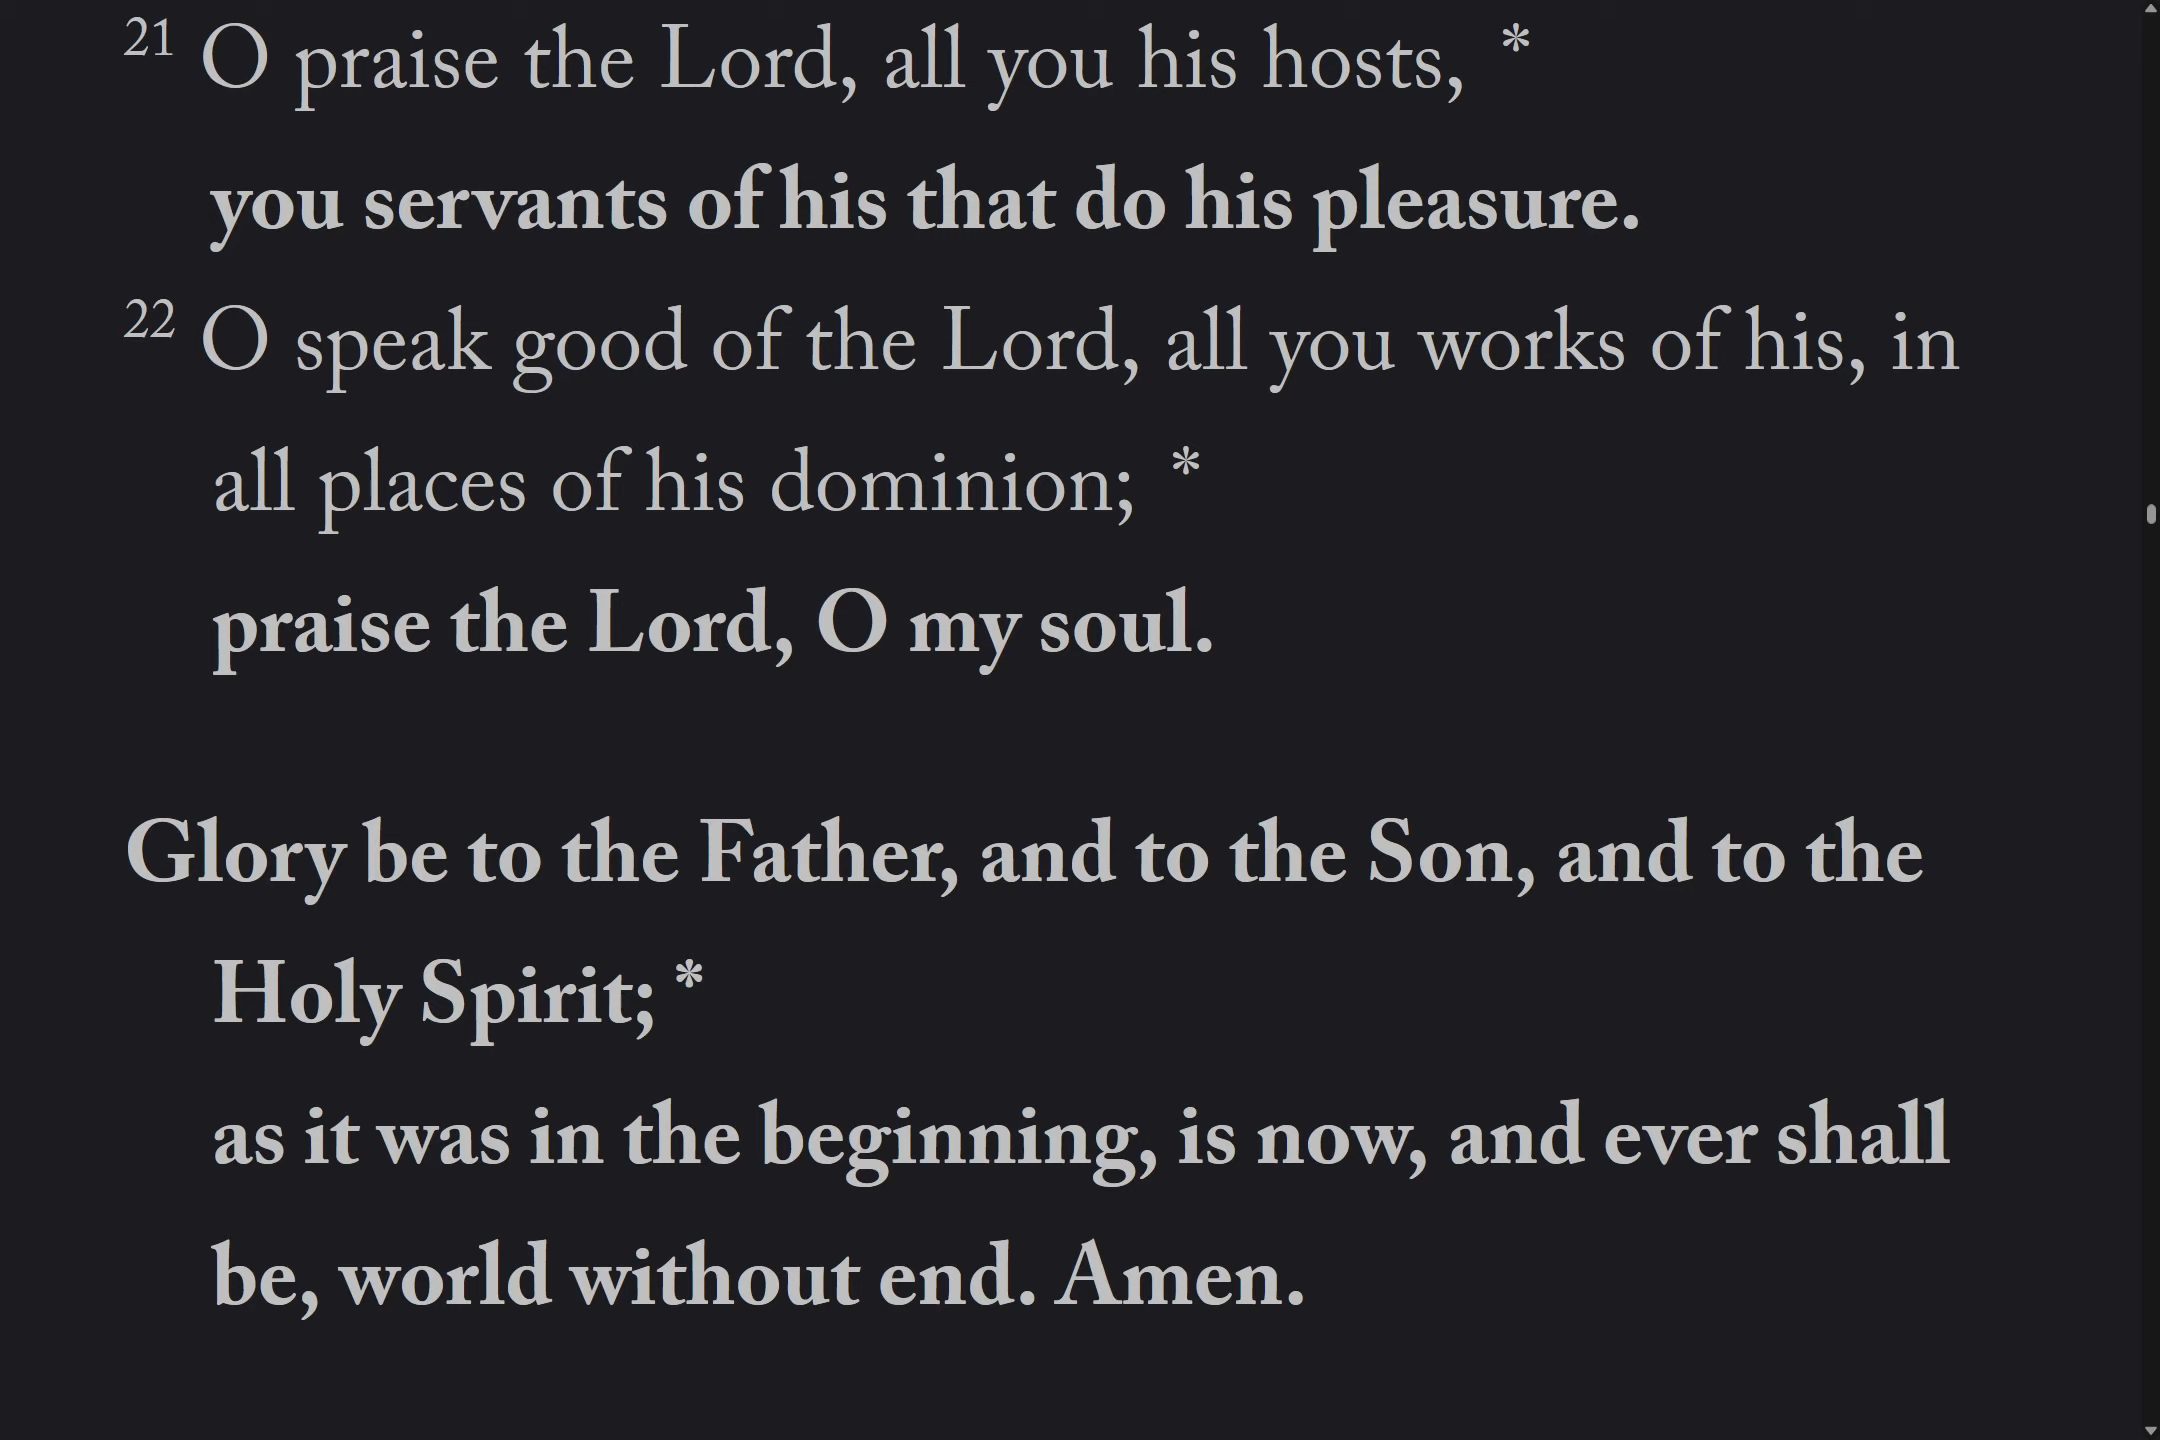 21 O praise the Lord, all you his hosts, *
you servants of his that do his pleasure.
22 O speak good of the Lord, all you works of his, in
all places of his dominion; *
praise the Lord, O my soul.
Glory be to the Father, and to the Son, and to the
Holy Spirit; *
as it was in the beginning, is now, and ever shall
be, world without end. Amen.